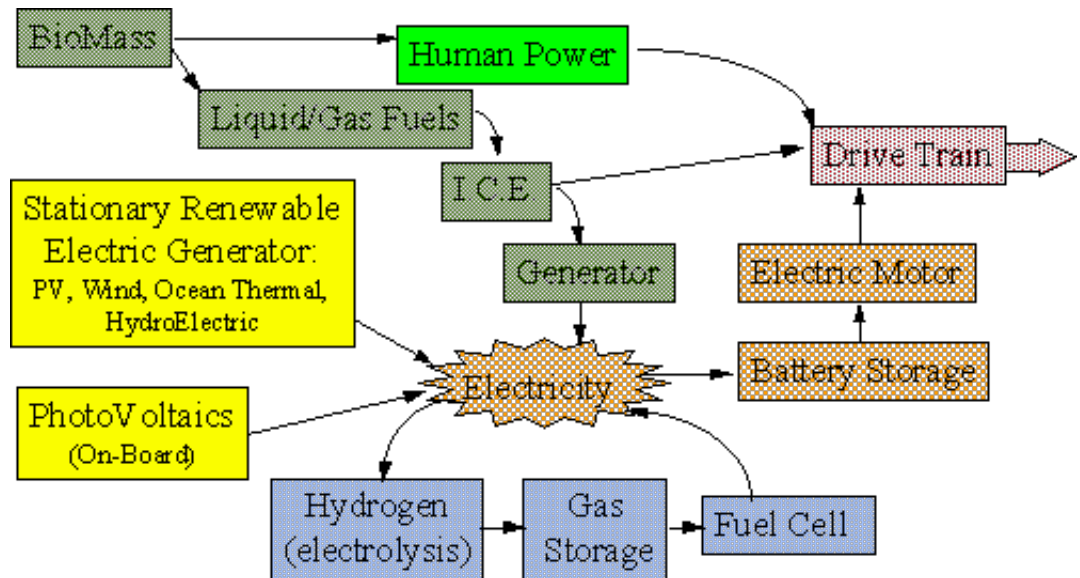 BioMass
Human Power
Liquid/Gas Fuels
Drive Train
I.C.E
Stationary Renewable
Electric Generator:
PV, Wind, Ocean Thermal,
HydroElectric
Generator
Electric Motor
Electricity
Battery Storage
PhotoVoltaics
(On-Board)
Hydrogen
(electrolysis)
Gas
Storage
Fuel Cell